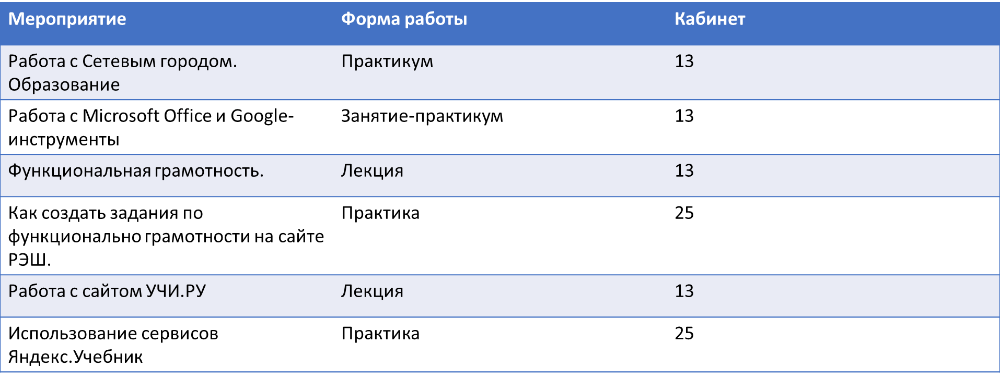 Мероприятие Форма работы Кабинет
Работа с Сетевым городом. Практикум 13
Образование
Работа с Microsoft Office и Google- Занятие-практикум 13
инструменты
Функциональная грамотность. Лекция 13
Как создать задания по Практика 25
функционально грамотности на сайте
РЭШ.
Работа с сайтом УЧИ.РУ Лекция 13
Использование сервисов Практика 25
Яндекс.Учебник